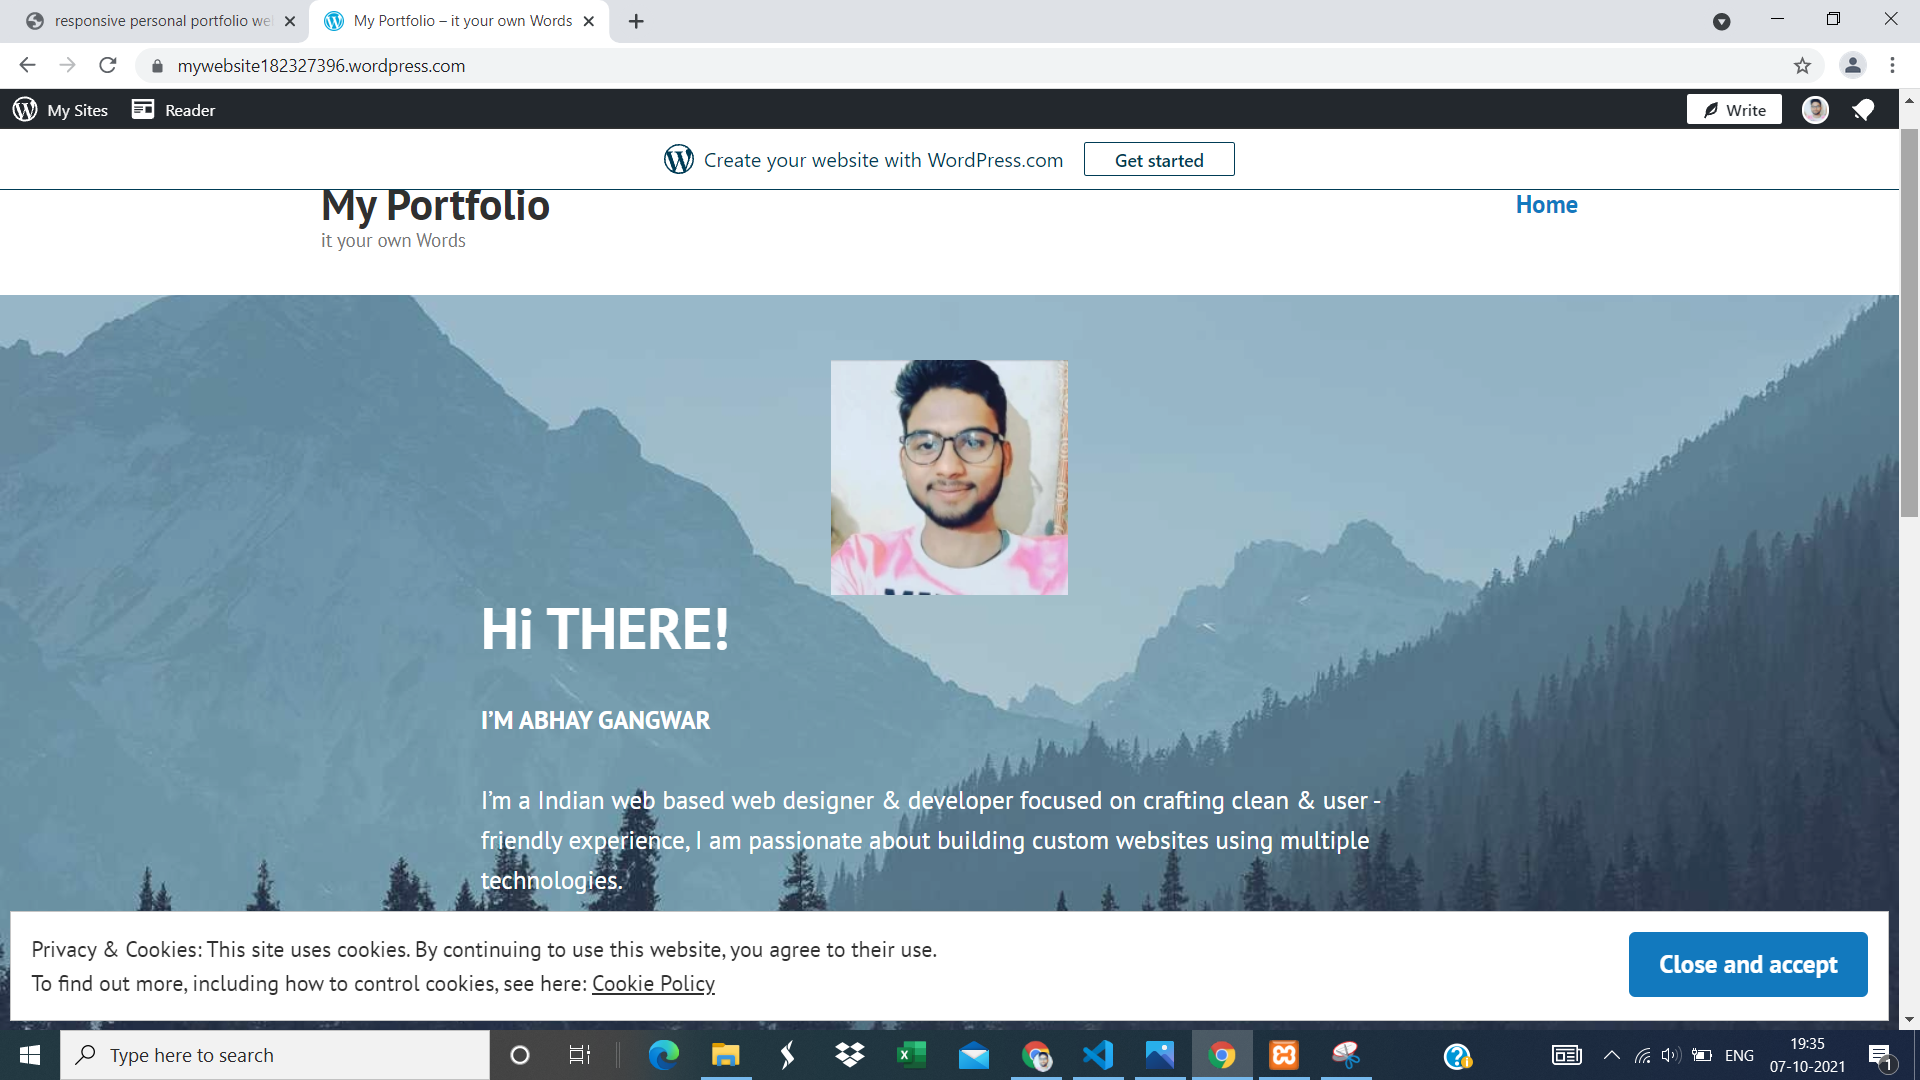 responsive personal portfolio we
My Portfolio – it your own Words
mywebsite182327396.wordpress.com
My Sites
Reader
Write
Create your website with WordPress.com
Get started
My Portfolio
Home
it your own Words
Hi THERE!
I’M ABHAY GANGWAR
I’m a Indian web based web designer & developer focused on crafting clean & user -
friendly experience, I am passionate about building custom websites using multiple
technologies.
Privacy & Cookies: This site uses cookies. By continuing to use this website, you agree to their use.
To find out more, including how to control cookies, see here: Cookie Policy
Close and accept
Type here to search
ENG
19:35
07-10-2021
1